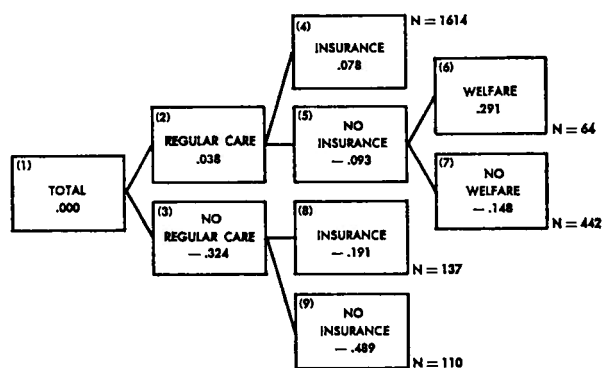 (1)
TOTAL
.000
(2)
REGULAR CARE
.038
(3)
NO
REGULAR CARE
— .324
(4)
INSURANCE
.078
N = 1614
(5)
NO
INSURANCE
— .093
(6)
WELFARE
.291
N = 64
(7)
NO
WELFARE
— .148
N = 442
(8)
INSURANCE
— .191
N = 137
(9)
NO
INSURANCE
— .489
N = 110